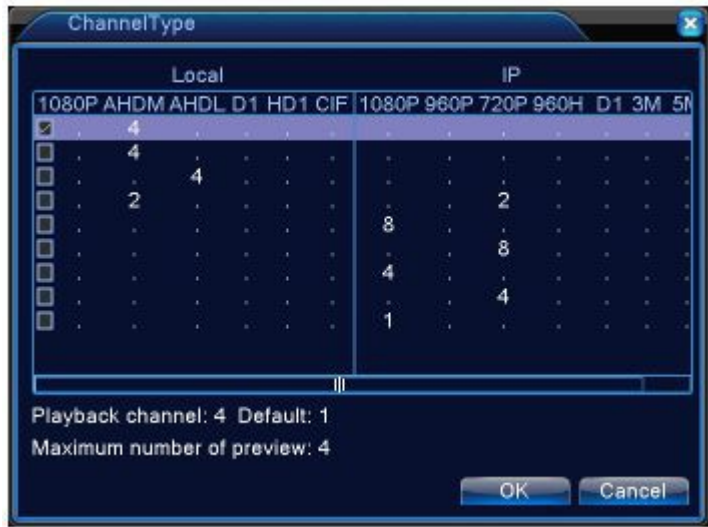 ChannelType
Local IP
1080P AHDM AHDL D1 HD1 CIF 1080P 960P 720P 960H D1 3M
. 4 . . . . . . . . . . .
. 4 . . . . . . . . . . .
. . 4 . . . . . . . . . .
. 2 . . . . . . 2 . . . .
. . . . . . 8 . . . . . .
. . . . . . . . 8 . . . .
. . . . . . 4 . . . . . .
. . . . . . . . 4 . . . .
. . . . . . 1 . . . . . .
Playback channel: 4 Default: 1
Maximum number of preview: 4
OK Cancel